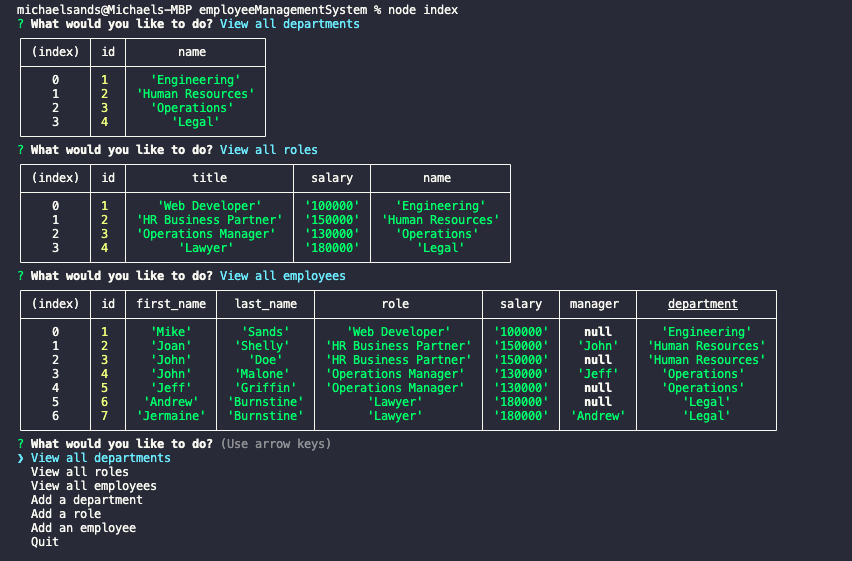 michaelsands@Michaels-MBP employeeManagementSystem % node index
? What would you like to do? View all departments
(index) id name
0 1 'Engineering'
1 2 'Human Resources'
2 3 'Operations'
3 4 'Legal'
? What would you like to do? View all roles
(index) id title salary name
0 1 'Web Developer' '100000' 'Engineering'
1 2 'HR Business Partner' '150000' 'Human Resources'
2 3 'Operations Manager' '130000' 'Operations'
3 4 'Lawyer' '180000' 'Legal'
? What would you like to do? View all employees
(index) id first_name last_name role salary manager department
0 1 'Mike' 'Sands' 'Web Developer' '100000' null 'Engineering'
1 2 'Joan' 'Shelly' 'HR Business Partner' '150000' 'John' 'Human Resources'
2 3 'John' 'Doe' 'HR Business Partner' '150000' null 'Human Resources'
3 4 'John' 'Malone' 'Operations Manager' '130000' 'Jeff' 'Operations'
4 5 'Jeff' 'Griffin' 'Operations Manager' '130000' null 'Operations'
5 6 'Andrew' 'Burnstine' 'Lawyer' '180000' null 'Legal'
6 7 'Jermaine' 'Burnstine' 'Lawyer' '180000' 'Andrew' 'Legal'
? What would you like to do? (Use arrow keys)
❯ View all departments
View all roles
View all employees
Add a department
Add a role
Add an employee
Quit